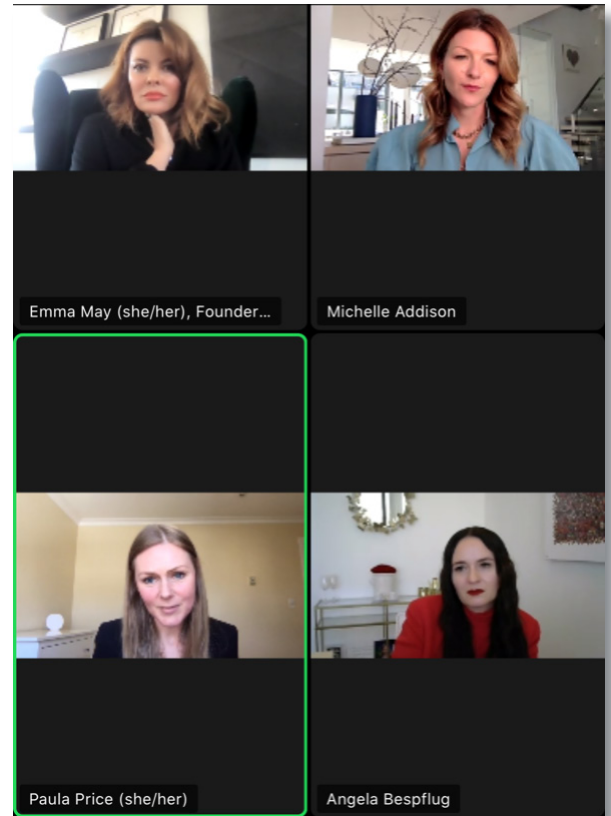 Emma May (she/her), Founder...
Michelle Addison
Paula Price (she/her)
Angela Bespflug